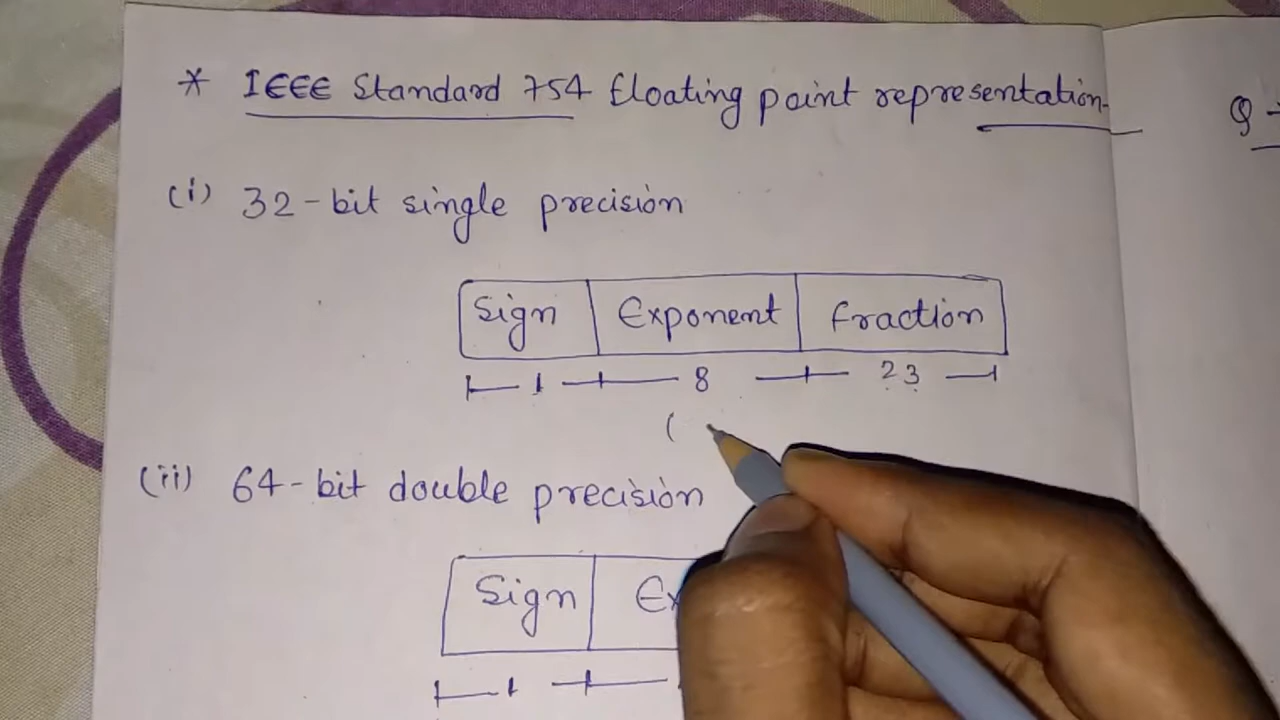 * IEEE Standard 754 floating point representation-
Q -
(i) 32-bit single precision
Sign Exponent Fraction
1 8 23
(
(ii) 64-bit double precision
Sign Ex
1